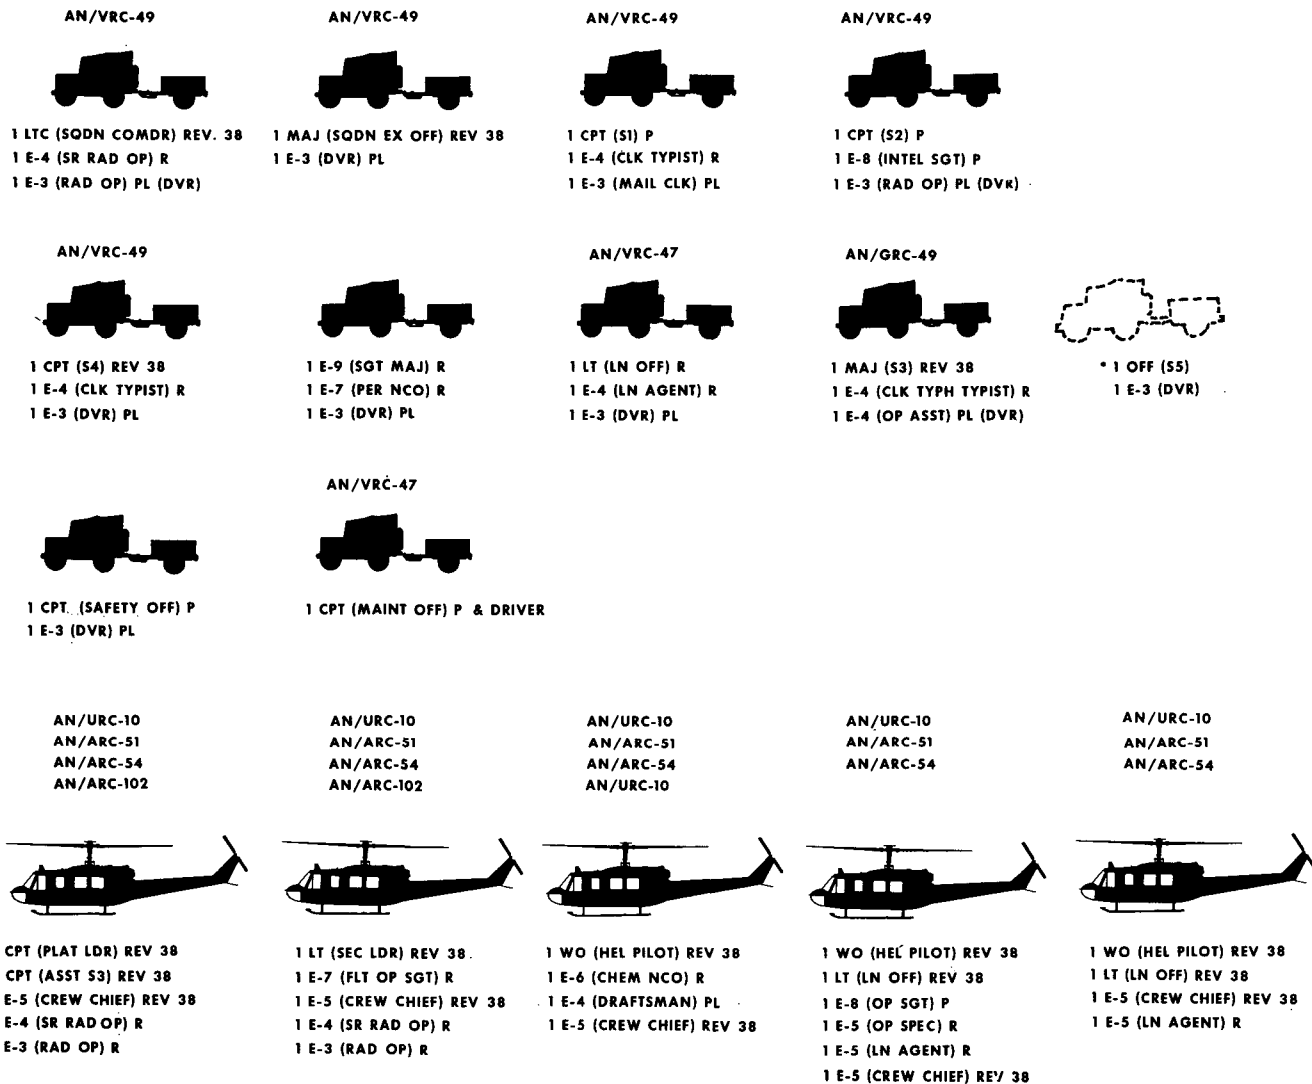 AN/VRC-49
AN/VRC-49
AN/VRC-49
AN/VRC-49
1 LTC (SQDN COMDR) REV. 38
1 E-4 (SR RAD OP) R
1 E-3 (RAD OP) PL (DVR)
1 MAJ (SQDN EX OFF) REV 38
1 E-3 (DVR) PL
1 CPT (S1) P
1 E-4 (CLK TYPIST) R
1 E-3 (MAIL CLK) PL
1 CPT (S2) P
1 E-8 (INTEL SGT) P
1 E-3 (RAD OP) PL (DVR)
AN/VRC-49
AN/VRC-47
AN/GRC-49
1 CPT (S4) REV 38
1 E-4 (CLK TYPIST) R
1 E-3 (DVR) PL
1 E-9 (SGT MAJ) R
1 E-7 (PER NCO) R
1 E-3 (DVR) PL
1 LT (LN OFF) R
1 E-4 (LN AGENT) R
1 E-3 (DVR) PL
1 MAJ (S3) REV 38
1 E-4 (CLK TYPH TYPIST) R
1 E-4 (OP ASST) PL (DVR)
* 1 OFF (S5)
1 E-3 (DVR)
AN/VRC-47
1 CPT. (SAFETY OFF) P
1 E-3 (DVR) PL
1 CPT (MAINT OFF) P & DRIVER
AN/URC-10
AN/ARC-51
AN/ARC-54
AN/ARC-102
AN/URC-10
AN/ARC-51
AN/ARC-54
AN/ARC-102
AN/URC-10
AN/ARC-51
AN/ARC-54
AN/URC-10
AN/URC-10
AN/ARC-51
AN/ARC-54
AN/URC-10
AN/ARC-51
AN/ARC-54
CPT (PLAT LDR) REV 38
CPT (ASST S3) REV 38
E-5 (CREW CHIEF) REV 38
E-4 (SR RAD OP) R
E-3 (RAD OP) R
1 LT (SEC LDR) REV 38
1 E-7 (FLT OP SGT) R
1 E-5 (CREW CHIEF) REV 38
1 E-4 (SR RAD OP) R
1 E-3 (RAD OP) R
1 WO (HEL PILOT) REV 38
1 E-6 (CHEM NCO) R
1 E-4 (DRAFTSMAN) PL
1 E-5 (CREW CHIEF) REV 38
1 WO (HEL PILOT) REV 38
1 LT (LN OFF) REV 38
1 E-8 (OP SGT) P
1 E-5 (OP SPEC) R
1 E-5 (LN AGENT) R
1 E-5 (CREW CHIEF) REV 38
1 WO (HEL PILOT) REV 38
1 LT (LN OFF) REV 38
1 E-5 (CREW CHIEF) REV 38
1 E-5 (LN AGENT) R